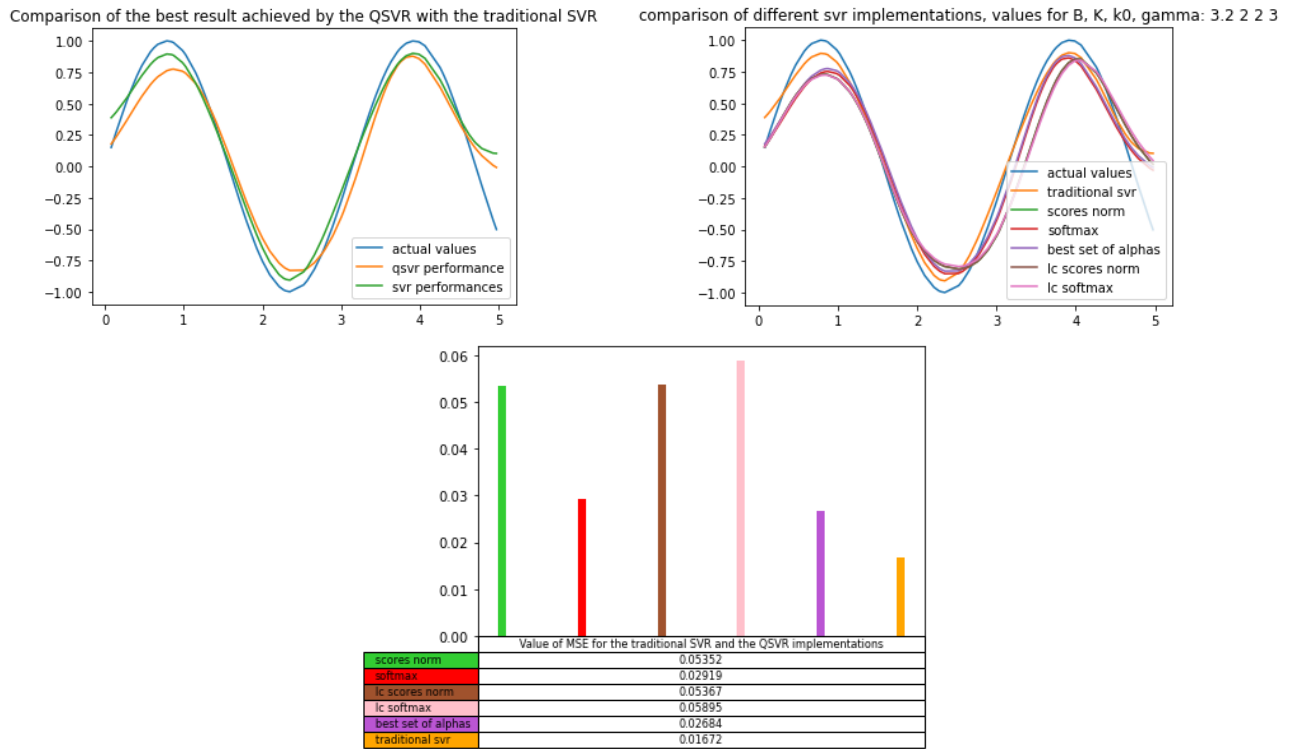 Comparison of the best result achieved by the QSVR with the traditional SVR
1.00
0.75
0.50
0.25
0.00
−0.25
−0.50
−0.75
−1.00
0 1 2 3 4 5
actual values
qsvr performance
svr performances
comparison of different svr implementations, values for B, K, k0, gamma: 3.2 2 2 3
1.00
0.75
0.50
0.25
0.00
−0.25
−0.50
−0.75
−1.00
0 1 2 3 4 5
actual values
traditional svr
scores norm
softmax
best set of alphas
lc scores norm
lc softmax
0.06
0.05
0.04
0.03
0.02
0.01
0.00
Value of MSE for the traditional SVR and the QSVR implementations
scores norm 0.05352
softmax 0.02919
lc scores norm 0.05367
lc softmax 0.05895
best set of alphas 0.02684
traditional svr 0.01672